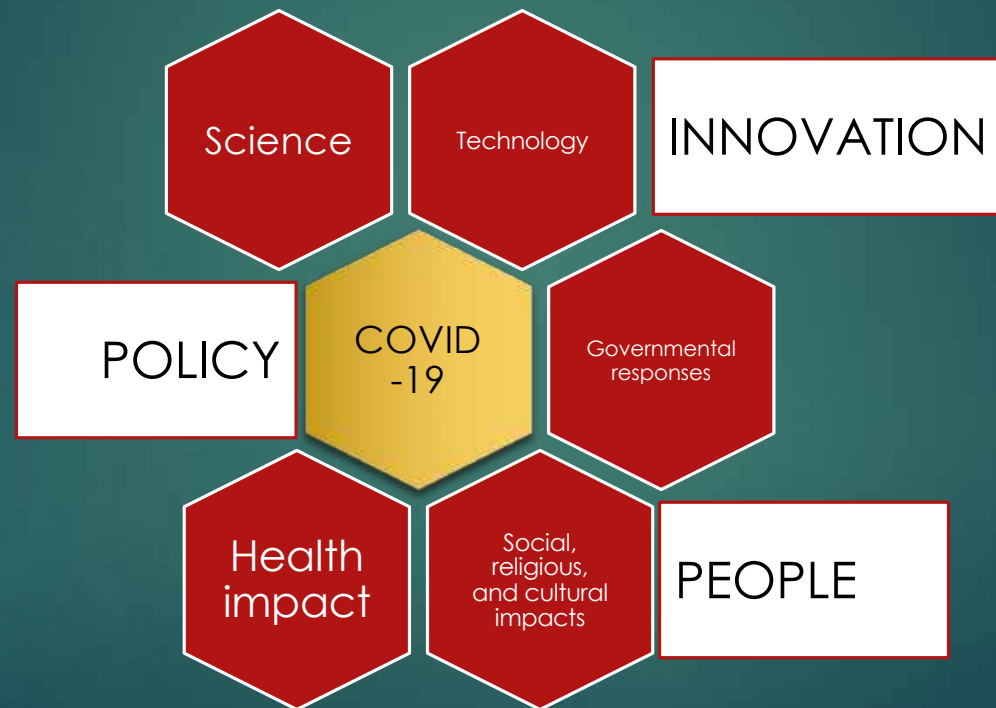 Science
Technology
INNOVATION
POLICY
COVID
-19
Governmental
responses
Health
impact
Social,
religious,
and cultural
impacts
PEOPLE